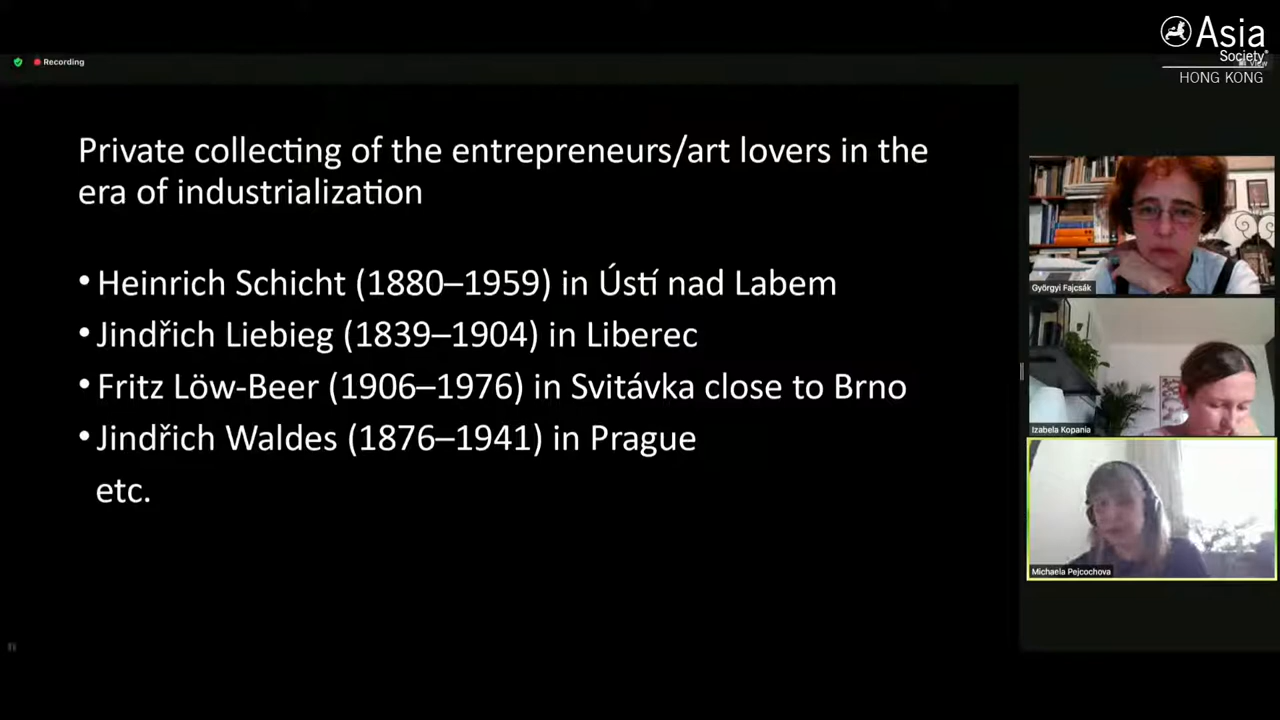 Asia
Society
HONG KONG
Recording
View
Private collecting of the entrepreneurs/art lovers in the
era of industrialization
• Heinrich Schicht (1880–1959) in Ústí nad Labem
• Jindřich Liebieg (1839–1904) in Liberec
• Fritz Löw-Beer (1906–1976) in Svitávka close to Brno
• Jindřich Waldes (1876–1941) in Prague
etc.
Györgyi Fajcsák
Izabela Kopania
Michaela Pejcochova